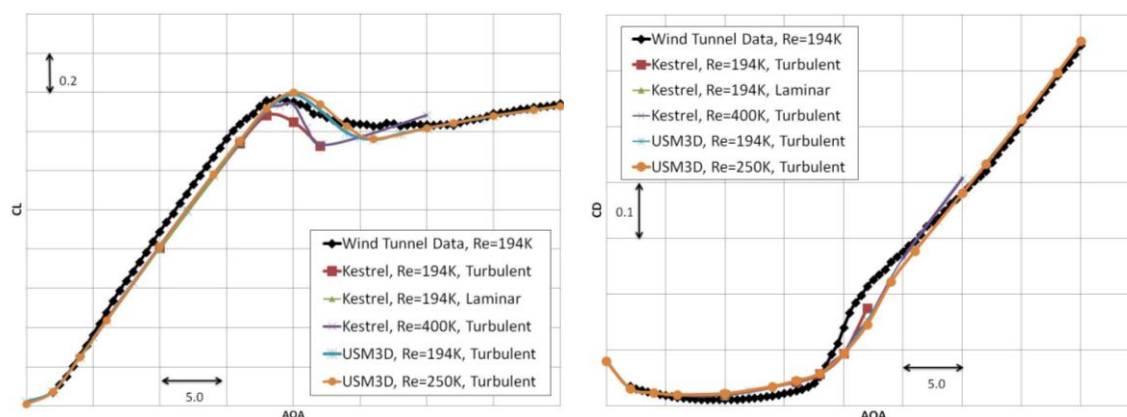 0.2
CL
Wind Tunnel Data, Re=194K
Kestrel, Re=194K, Turbulent
Kestrel, Re=194K, Laminar
Kestrel, Re=400K, Turbulent
USM3D, Re=194K, Turbulent
USM3D, Re=250K, Turbulent
5.0
AOA
Wind Tunnel Data, Re=194K
Kestrel, Re=194K, Turbulent
Kestrel, Re=194K, Laminar
Kestrel, Re=400K, Turbulent
USM3D, Re=194K, Turbulent
USM3D, Re=250K, Turbulent
CD
0.1
5.0
AOA